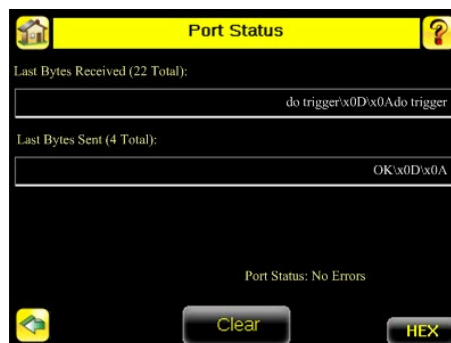 Port Status
?
Last Bytes Received (22 Total):
do trigger\x0D\x0Ado trigger
Last Bytes Sent (4 Total):
OK\x0D\x0A
Port Status: No Errors
Clear
HEX